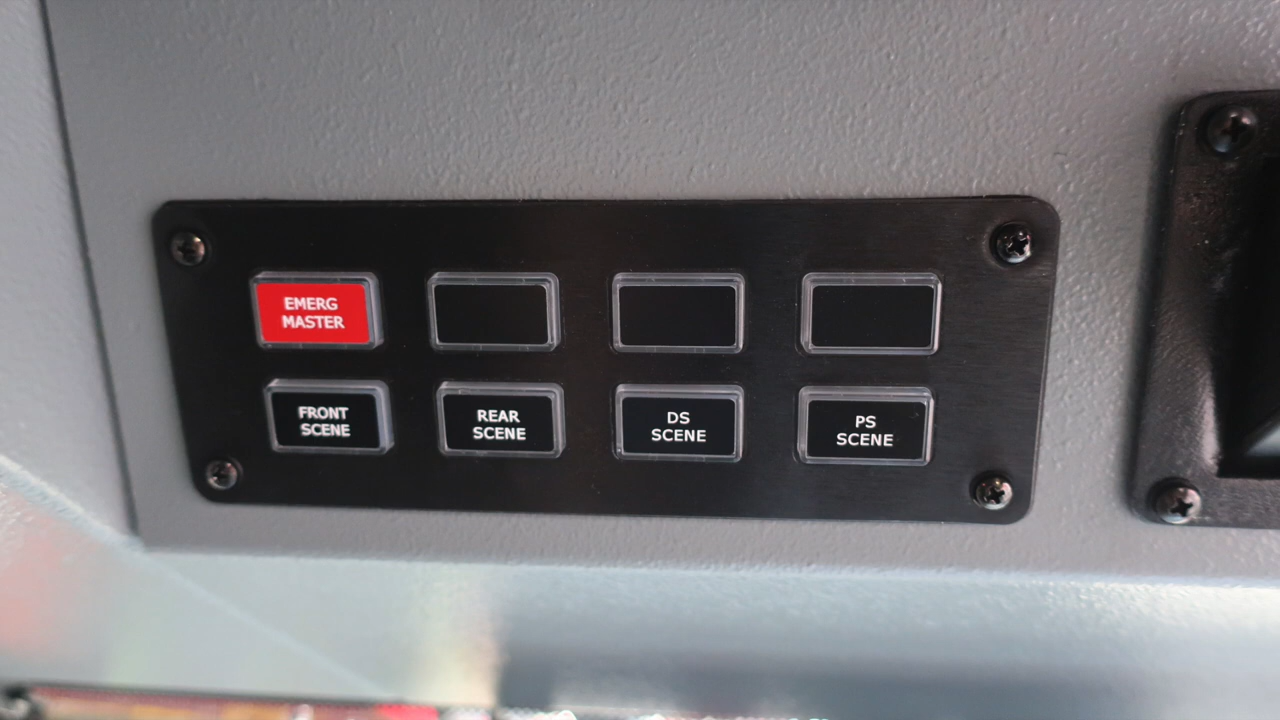 EMERG
MASTER
FRONT
SCENE
REAR
SCENE
DS
SCENE
PS
SCENE